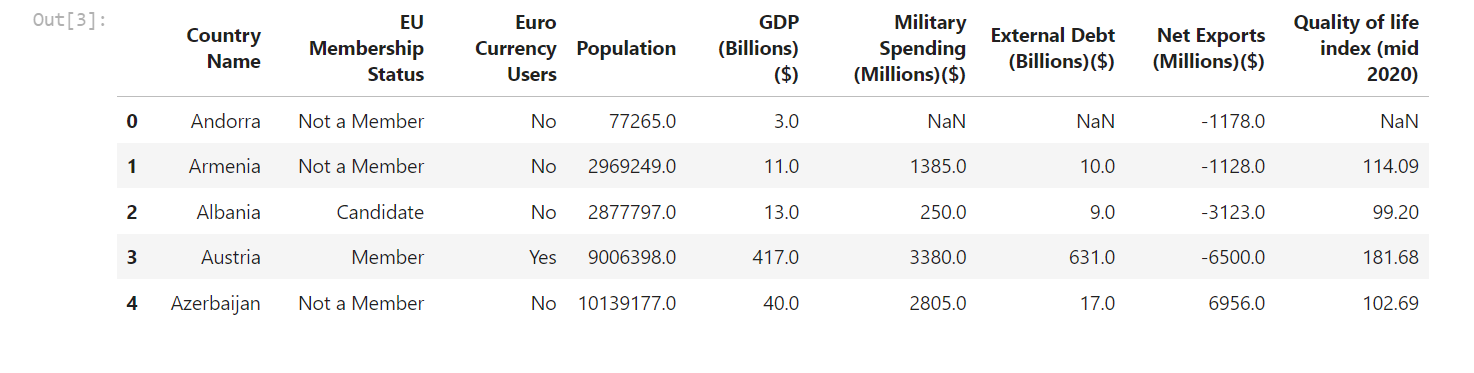 Out[3]:
Country Name	EU Membership Status	Euro Currency Users	Population	GDP (Billions) ($)	Military Spending (Millions)($)	External Debt (Billions)($)	Net Exports (Millions)($)	Quality of life index (mid 2020)
0	Andorra	Not a Member	No	77265.0	3.0	NaN	NaN	-1178.0	NaN
1	Armenia	Not a Member	No	2969249.0	11.0	1385.0	10.0	-1128.0	114.09
2	Albania	Candidate	No	2877797.0	13.0	250.0	9.0	-3123.0	99.20
3	Austria	Member	Yes	9006398.0	417.0	3380.0	631.0	-6500.0	181.68
4	Azerbaijan	Not a Member	No	10139177.0	40.0	2805.0	17.0	6956.0	102.69